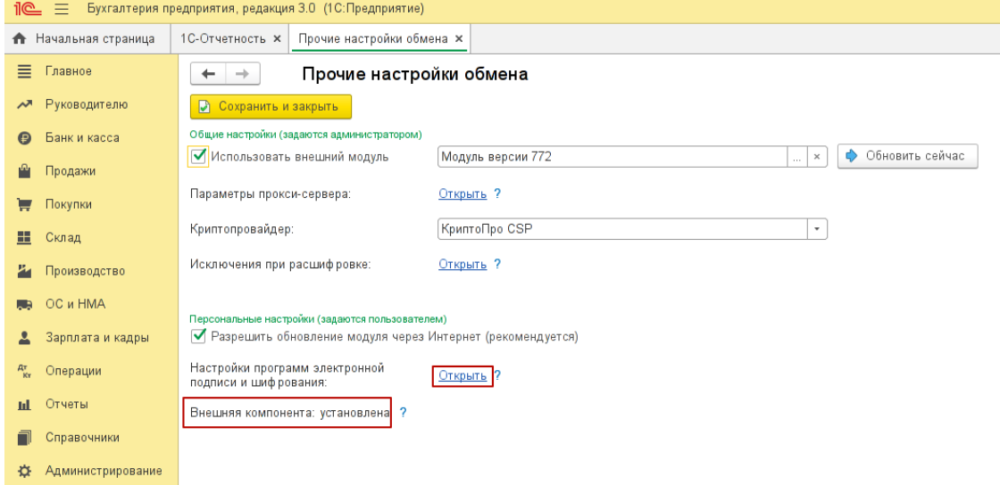 1С Бухгалтерия предприятия, редакция 3.0 (1С:Предприятие)
Начальная страница 1С-Отчетность × Прочие настройки обмена ×
Главное
Руководителю
Банк и касса
Продажи
Покупки
Склад
Производство
ОС и НМА
Зарплата и кадры
Дт Кт Операции
Отчеты
Справочники
Администрирование
Прочие настройки обмена
Сохранить и закрыть
Общие настройки (задаются администратором)
Использовать внешний модуль Модуль версии 772 ... × Обновить сейчас
Параметры прокси-сервера: Открыть ?
Криптопровайдер: КриптоПро CSP
Исключения при расшифровке: Открыть ?
Персональные настройки (задаются пользователем)
Разрешить обновление модуля через Интернет (рекомендуется)
Настройки программ электронной
подписи и шифрования: Открыть ?
Внешняя компонента: установлена ?